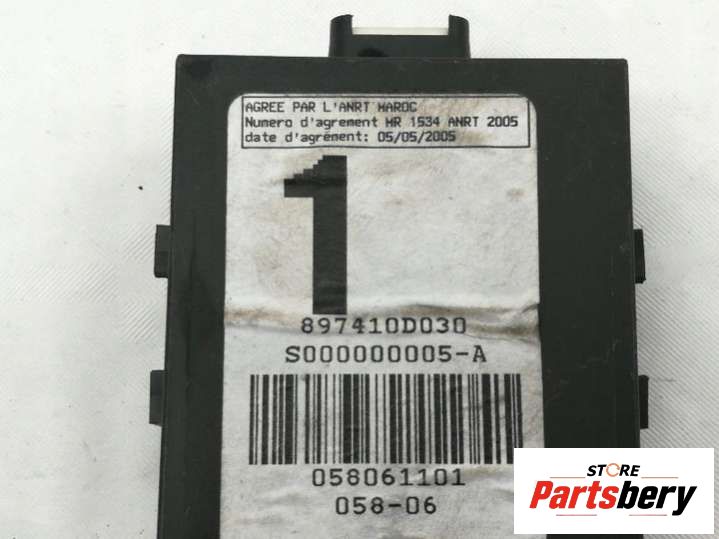 AGREE PAR L'ANRT MAROC
Numero d'agrement MR 1534 ANRT 2005
date d'agrément: 05/05/2005
1
897410D030
S000000005-A
058061101
058-06
STORE
Partsbery